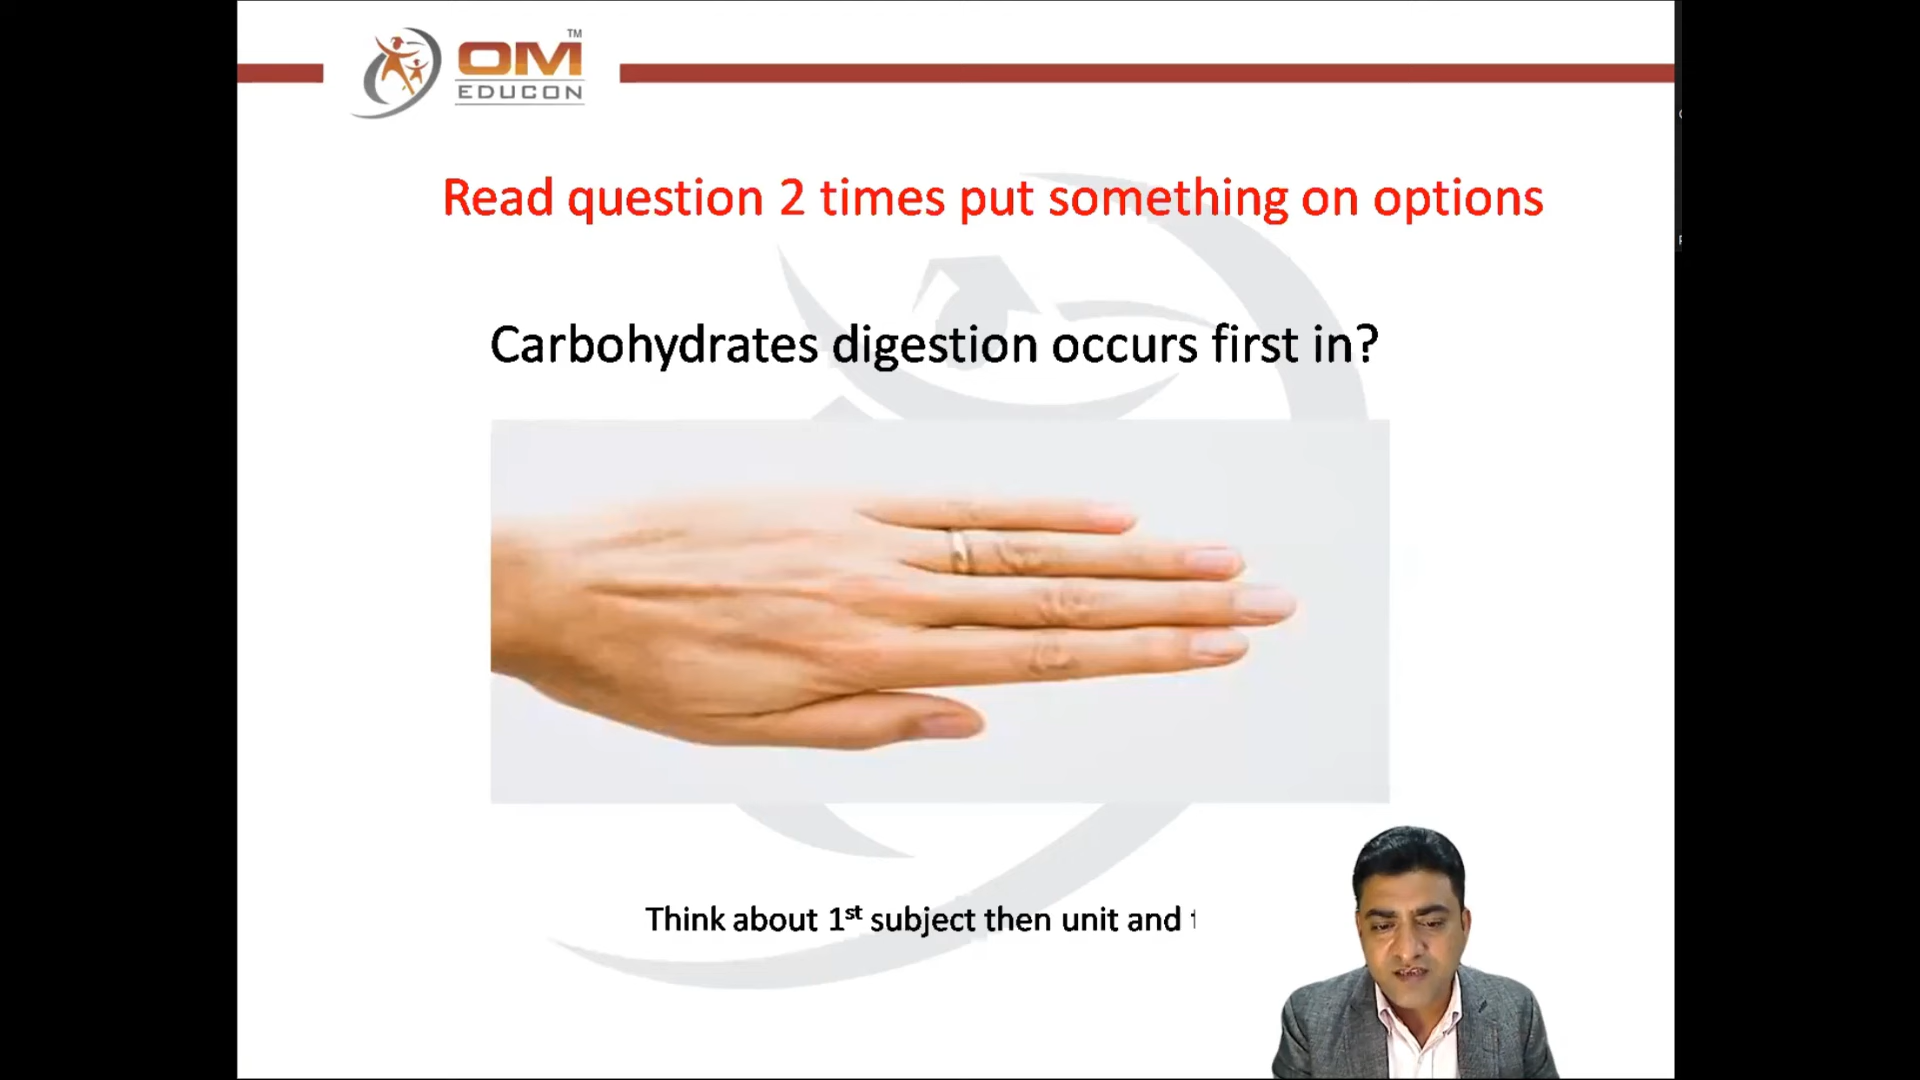 OM
TM
EDUCON
Read question 2 times put something on options
Carbohydrates digestion occurs first in?
Think about 1st subject then unit and